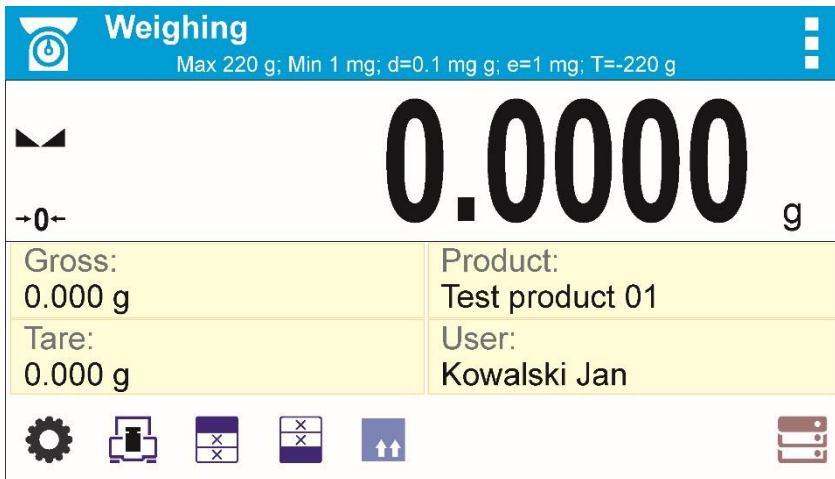 Weighing
Max 220 g; Min 1 mg; d=0.1 mg g; e=1 mg; T=-220 g
0.0000 g
→0←
Gross:
0.000 g
Product:
Test product 01
Tare:
0.000 g
User:
Kowalski Jan